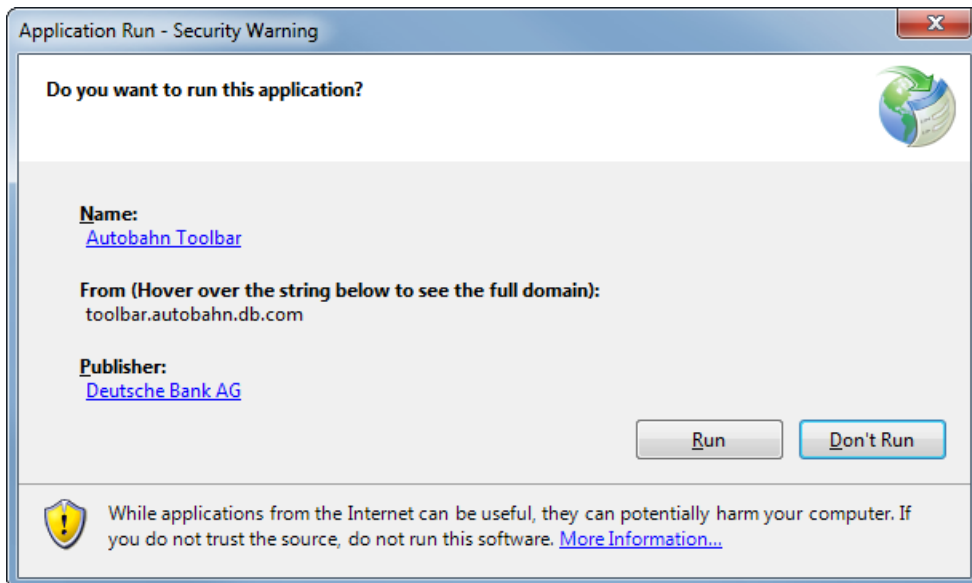 Application Run - Security Warning
Do you want to run this application?
Name:
Autobahn Toolbar
From (Hover over the string below to see the full domain):
toolbar.autobahn.db.com
Publisher:
Deutsche Bank AG
Run
Don't Run
While applications from the Internet can be useful, they can potentially harm your computer. If
you do not trust the source, do not run this software. More Information...